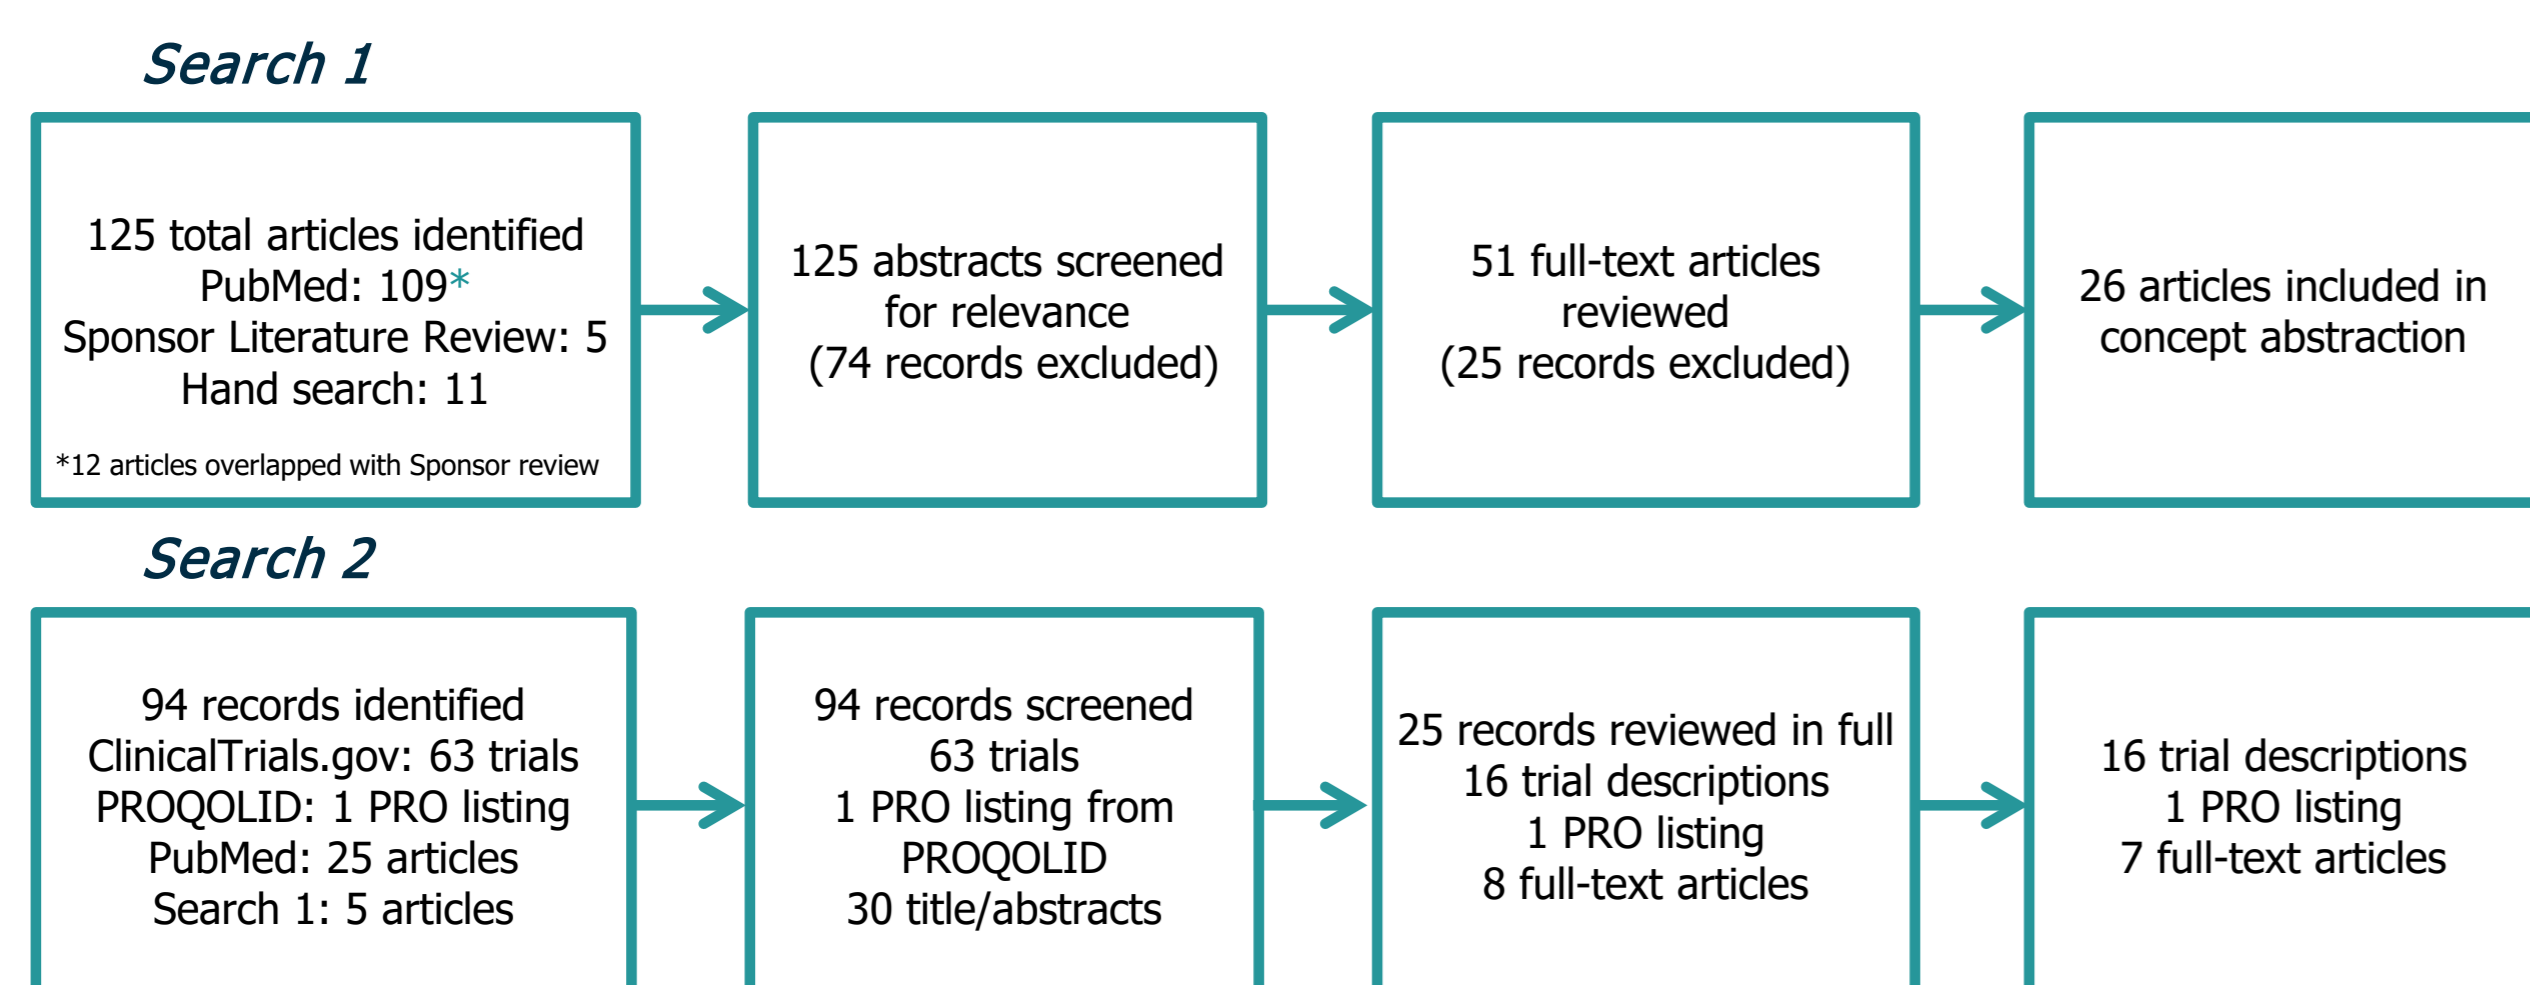 Search 1
125 total articles identified
PubMed: 109*
Sponsor Literature Review: 5
Hand search: 11
*12 articles overlapped with Sponsor review
125 abstracts screened
for relevance
(74 records excluded)
51 full-text articles
reviewed
(25 records excluded)
26 articles included in
concept abstraction
Search 2
94 records identified
ClinicalTrials.gov: 63 trials
PROQOLID: 1 PRO listing
PubMed: 25 articles
Search 1: 5 articles
94 records screened
63 trials
1 PRO listing from
PROQOLID
30 title/abstracts
25 records reviewed in full
16 trial descriptions
1 PRO listing
8 full-text articles
16 trial descriptions
1 PRO listing
7 full-text articles